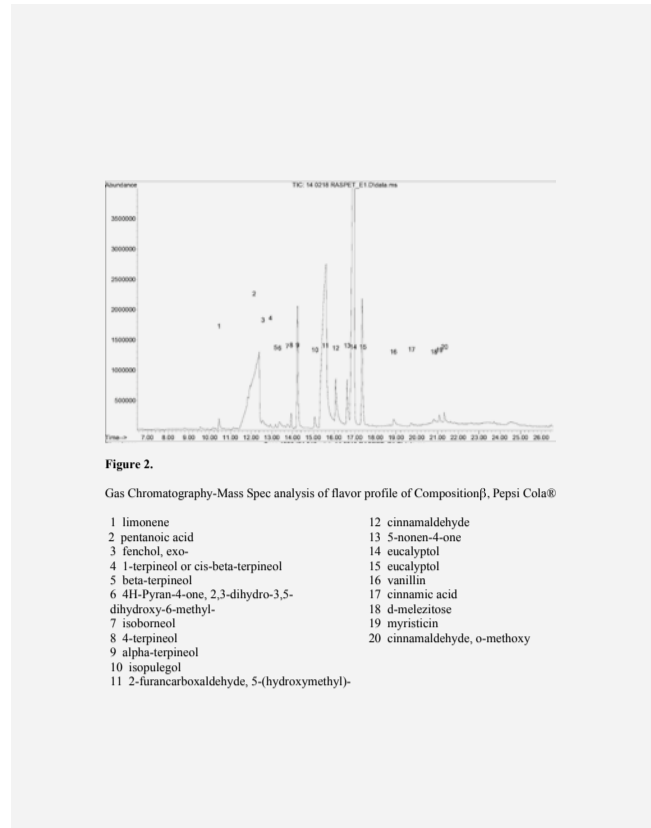 Abundance
TIC: 14 0218 RASPET_E1.D\data.ms
3500000
3000000
2500000
2000000
1500000
1000000
500000
1
2
3 4
56 78 9 10 11 12 13 14 15 16 17 18 19 20
Time-->
7.00 8.00 9.00 10.00 11.00 12.00 13.00 14.00 15.00 16.00 17.00 18.00 19.00 20.00 21.00 22.00 23.00 24.00 25.00 26.00
Figure 2.
Gas Chromatography-Mass Spec analysis of flavor profile of Compositionβ, Pepsi Cola®
1 limonene
2 pentanoic acid
3 fenchol, exo-
4 1-terpineol or cis-beta-terpineol
5 beta-terpineol
6 4H-Pyran-4-one, 2,3-dihydro-3,5-
dihydroxy-6-methyl-
7 isoborneol
8 4-terpineol
9 alpha-terpineol
10 isopulegol
11 2-furancarboxaldehyde, 5-(hydroxymethyl)-
12 cinnamaldehyde
13 5-nonen-4-one
14 eucalyptol
15 eucalyptol
16 vanillin
17 cinnamic acid
18 d-melezitose
19 myristicin
20 cinnamaldehyde, o-methoxy